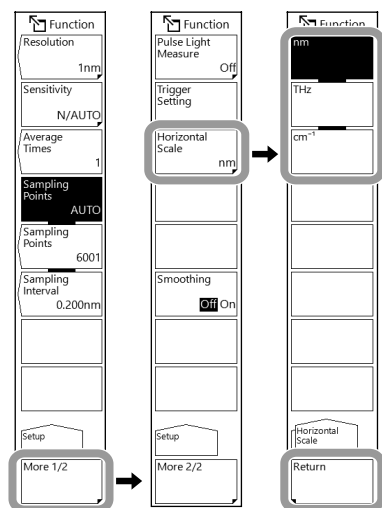 Function
Resolution
1nm
Sensitivity
N/AUTO
Average
Times
1
Sampling
Points
AUTO
Sampling
Points
6001
Sampling
Interval
0.200nm
Setup
More 1/2
Function
Pulse Light
Measure
Off
Trigger
Setting
Horizontal
Scale
nm
Smoothing
Off On
Setup
More 2/2
Function
nm
THz
cm⁻¹
Horizontal
Scale
Return